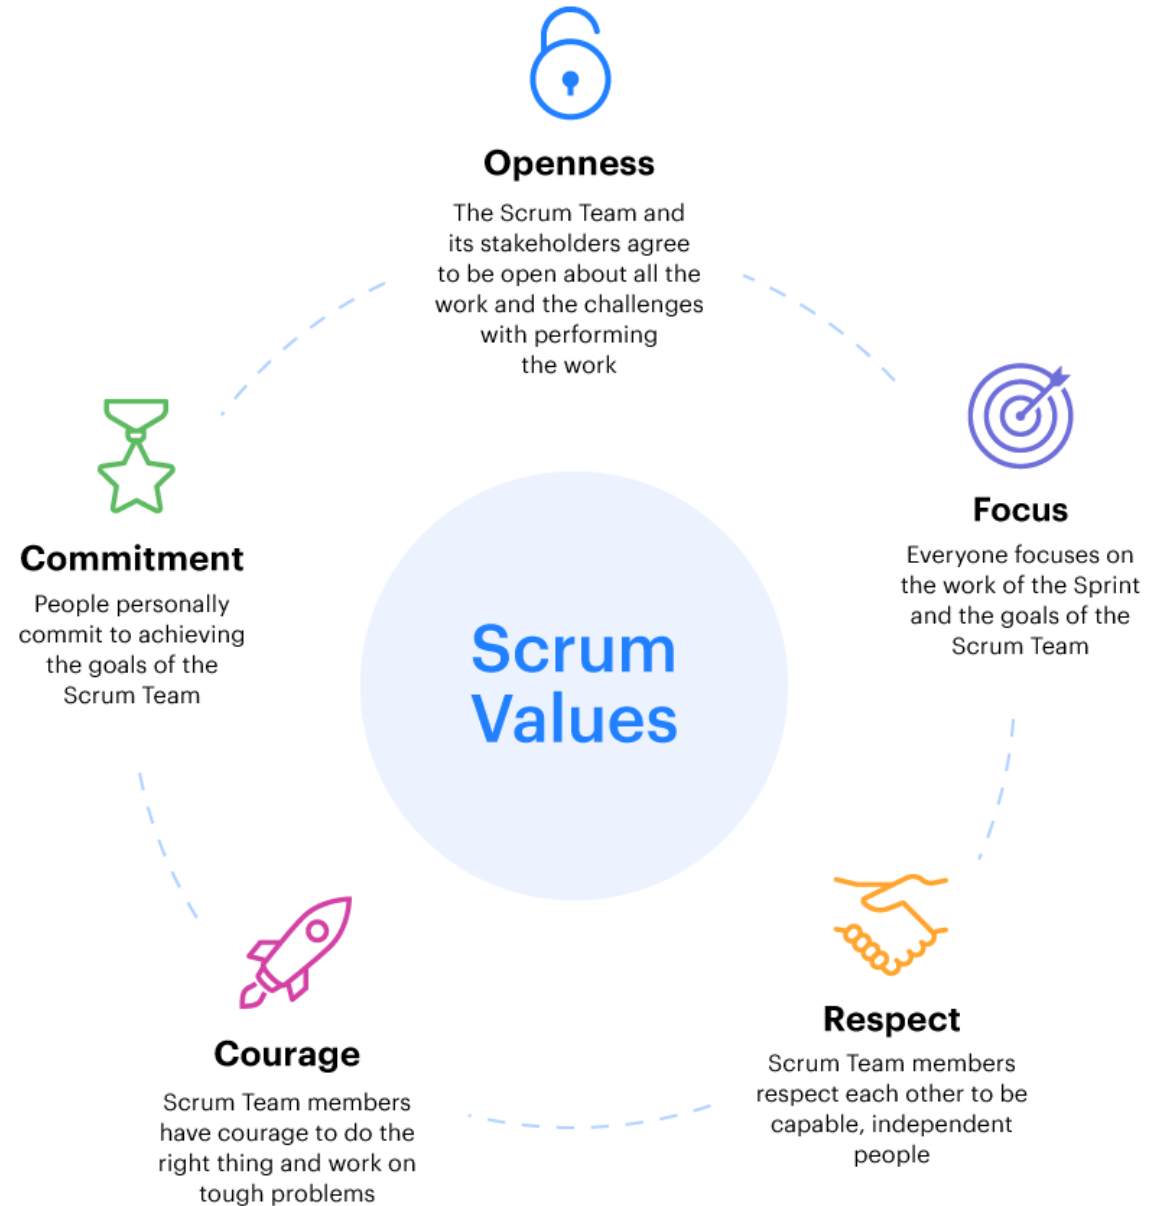 Openness
The Scrum Team and
its stakeholders agree
to be open about all the
work and the challenges
with performing
the work
Focus
Everyone focuses on
the work of the Sprint
and the goals of the
Scrum Team
Commitment
People personally
commit to achieving
the goals of the
Scrum Team
Scrum
Values
Respect
Scrum Team members
respect each other to be
capable, independent
people
Courage
Scrum Team members
have courage to do the
right thing and work on
tough problems